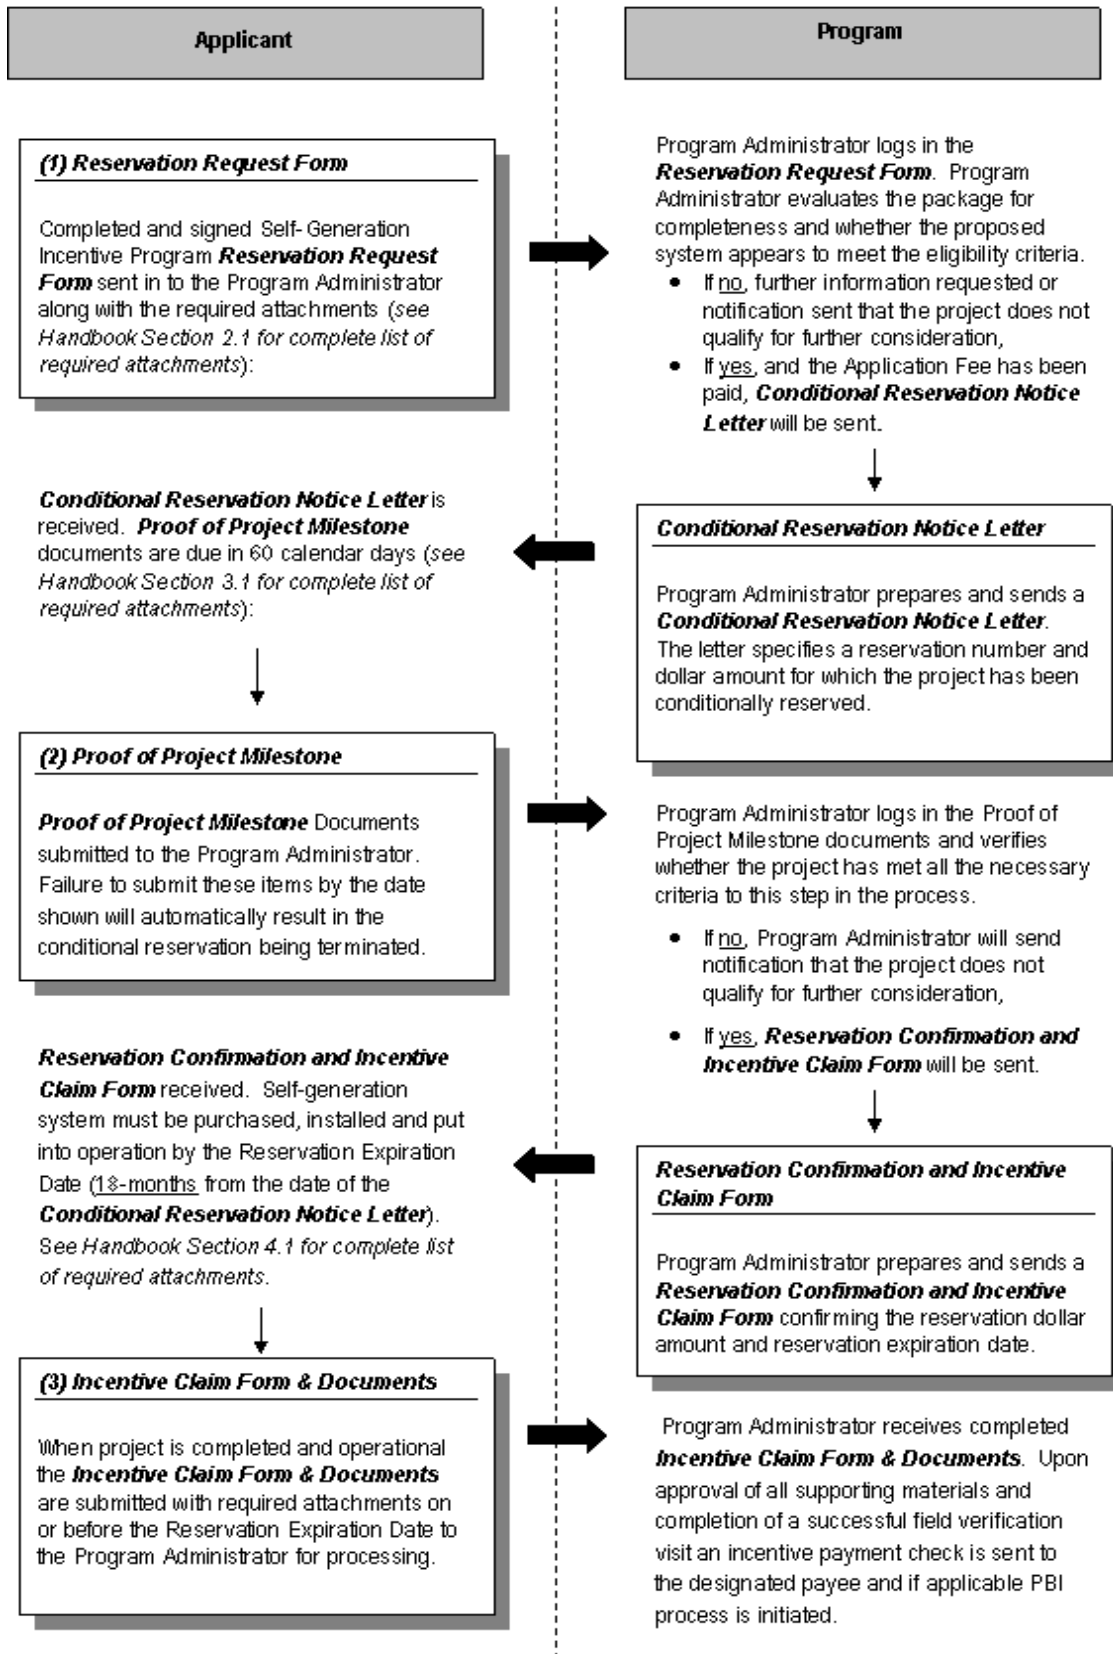 Applicant
Program
(1) Reservation Request Form
Completed and signed Self-Generation
Incentive Program Reservation Request
Form sent in to the Program Administrator
along with the required attachments (see
Handbook Section 2.1 for complete list of
required attachments):
Program Administrator logs in the
Reservation Request Form. Program
Administrator evaluates the package for
completeness and whether the proposed
system appears to meet the eligibility criteria.
• If no, further information requested or
notification sent that the project does not
qualify for further consideration,
• If yes, and the Application Fee has been
paid, Conditional Reservation Notice
Letter will be sent.
Conditional Reservation Notice Letter is
received. Proof of Project Milestone
documents are due in 60 calendar days (see
Handbook Section 3.1 for complete list of
required attachments):
Conditional Reservation Notice Letter
Program Administrator prepares and sends a
Conditional Reservation Notice Letter.
The letter specifies a reservation number and
dollar amount for which the project has been
conditionally reserved.
(2) Proof of Project Milestone
Proof of Project Milestone Documents
submitted to the Program Administrator.
Failure to submit these items by the date
shown will automatically result in the
conditional reservation being terminated.
Program Administrator logs in the Proof of
Project Milestone documents and verifies
whether the project has met all the necessary
criteria to this step in the process.
• If no, Program Administrator will send
notification that the project does not
qualify for further consideration,
• If yes, Reservation Confirmation and
Incentive Claim Form will be sent.
Reservation Confirmation and Incentive
Claim Form received. Self-generation
system must be purchased, installed and put
into operation by the Reservation Expiration
Date (18-months from the date of the
Conditional Reservation Notice Letter).
See Handbook Section 4.1 for complete list
of required attachments.
Reservation Confirmation and Incentive
Claim Form
Program Administrator prepares and sends a
Reservation Confirmation and Incentive
Claim Form confirming the reservation dollar
amount and reservation expiration date.
(3) Incentive Claim Form & Documents
When project is completed and operational
the Incentive Claim Form & Documents
are submitted with required attachments on
or before the Reservation Expiration Date to
the Program Administrator for processing.
Program Administrator receives completed
Incentive Claim Form & Documents. Upon
approval of all supporting materials and
completion of a successful field verification
visit an incentive payment check is sent to
the designated payee and if applicable PBI
process is initiated.